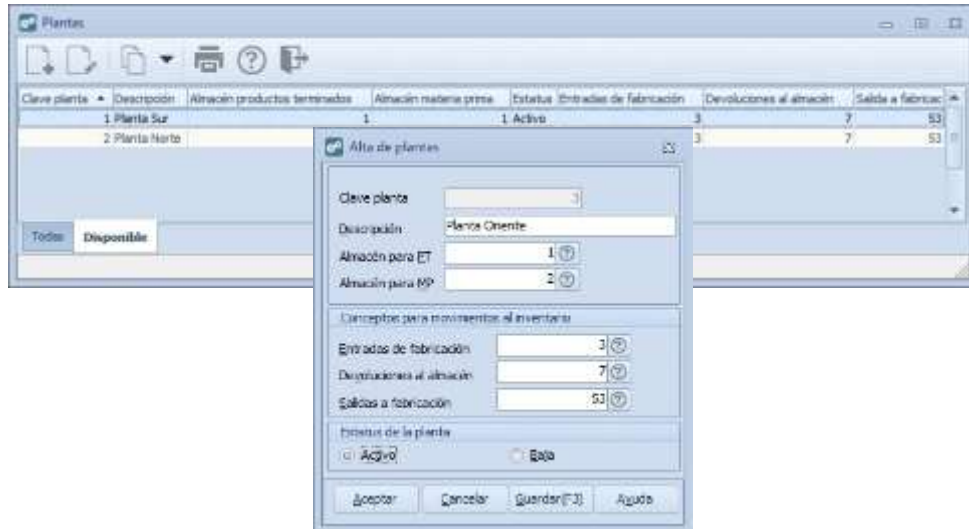 Plantas
Clave planta Descripción Almacén productos terminados Almacén materia prima Estatus Entradas de fabricación Devoluciones al almacén Salida a fabricac
1 Planta Sur 1 1 Activo 3 7 53
2 Planta Norte 3 7 53
Todas Disponible
Alta de plantas
Clave planta 3
Descripción Planta Oriente
Almacén para ET 1
Almacén para MP 2
Conceptos para movimientos al inventario
Entradas de fabricación 3
Devoluciones al almacén 7
Salidas a fabricación 53
Estatus de la planta
Activo Baja
Aceptar Cancelar Guardar(F3) Ayuda